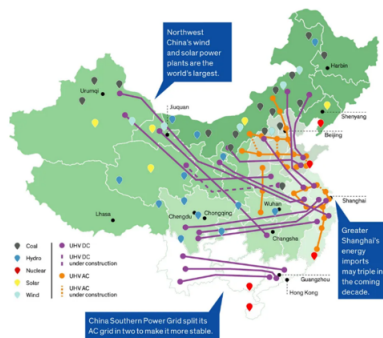 Northwest
China's wind
and solar power
plants are the
world's largest.
Harbin
Urumqi
Jiuquan
Shenyang
Beijing
Shanghai
Lhasa
Chengdu
Chongqing
Wuhan
Changsha
Guangzhou
Hong Kong
Greater
Shanghai's
energy
imports
may triple in
the coming
decade.
Coal
Hydro
Nuclear
Solar
Wind
UHV DC
UHV DC
under construction
UHV AC
UHV AC
under construction
China Southern Power Grid split its
AC grid in two to make it more stable.